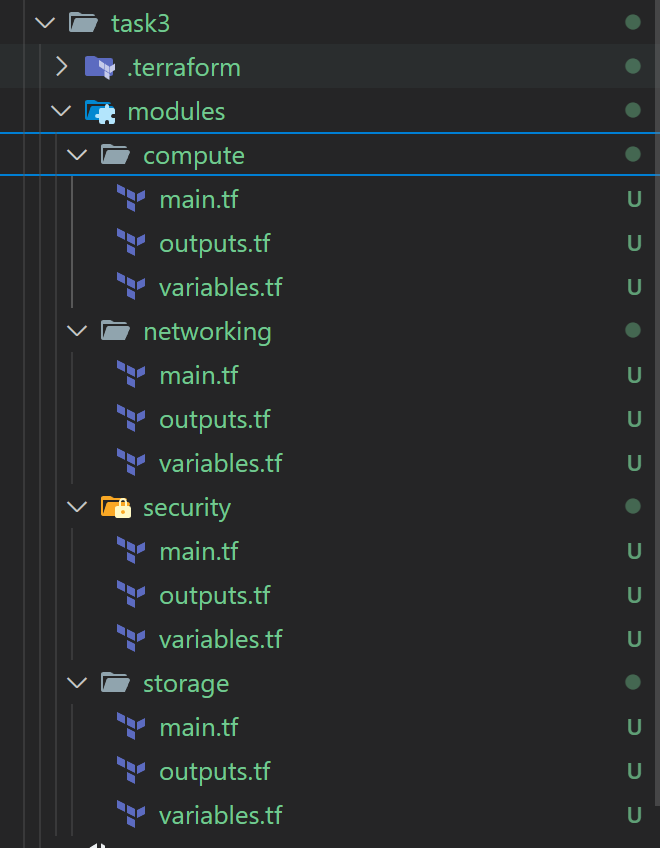 task3
.terraform
modules
compute
main.tf U
outputs.tf U
variables.tf U
networking
main.tf U
outputs.tf U
variables.tf U
security
main.tf U
outputs.tf U
variables.tf U
storage
main.tf U
outputs.tf U
variables.tf U